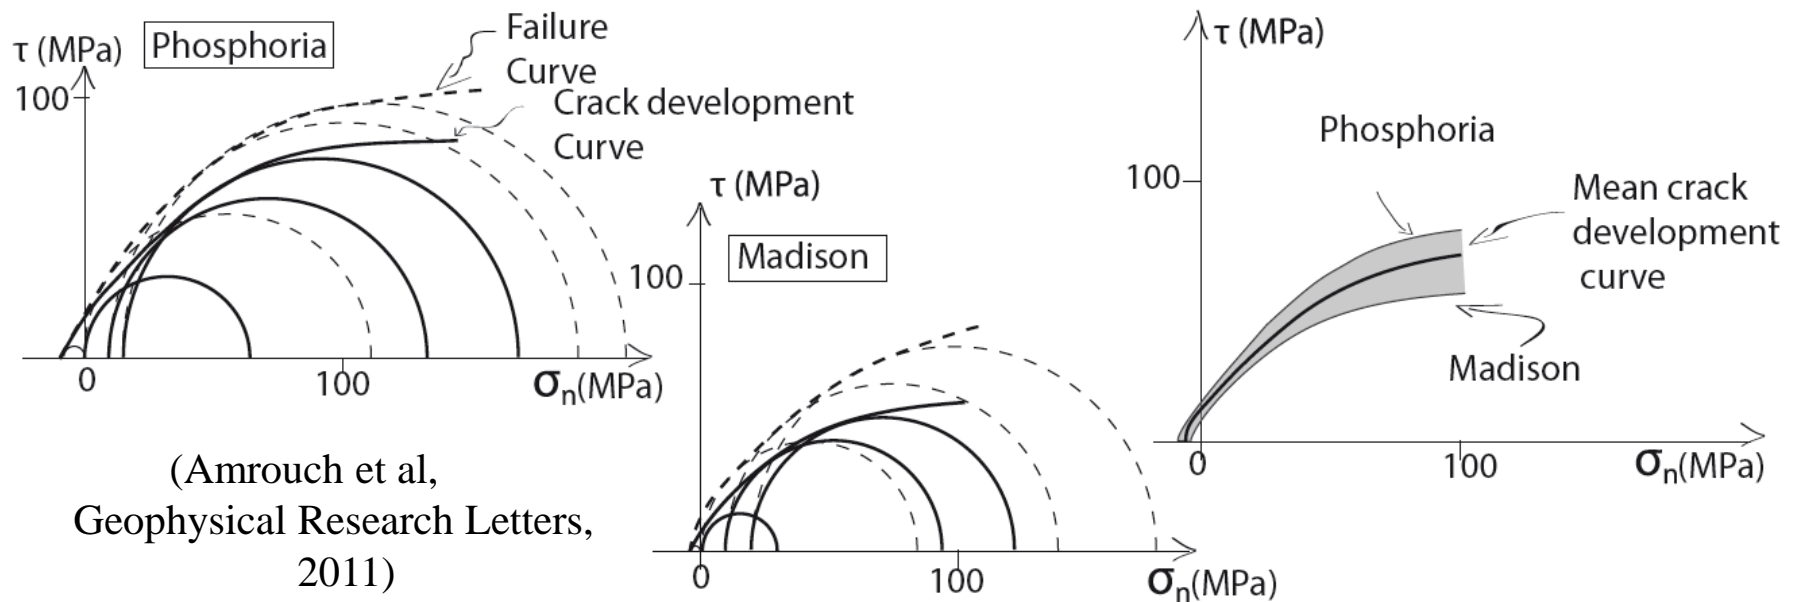 τ (MPa)
Phosphoria
Failure
Curve
100
Crack development
Curve
0
100
σn(MPa)
τ (MPa)
Madison
100
0
100
σn(MPa)
τ (MPa)
Phosphoria
100
Mean crack
development
curve
Madison
0
100
σn(MPa)
(Amrouch et al,
Geophysical Research Letters,
2011)